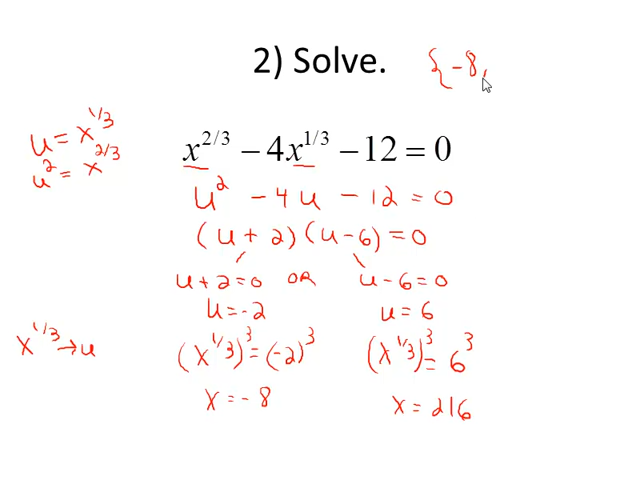 2) Solve. {-8,
u = x^{1/3}
u^2 = x^{2/3}
x^{2/3} − 4x^{1/3} − 12 = 0
u^2 - 4u - 12 = 0
(u + 2)(u - 6) = 0
u + 2 = 0 OR u - 6 = 0
u = -2 u = 6
x^{1/3} → u (x^{1/3})^3 = (-2)^3 (x^{1/3})^3 = 6^3
x = -8 x = 216